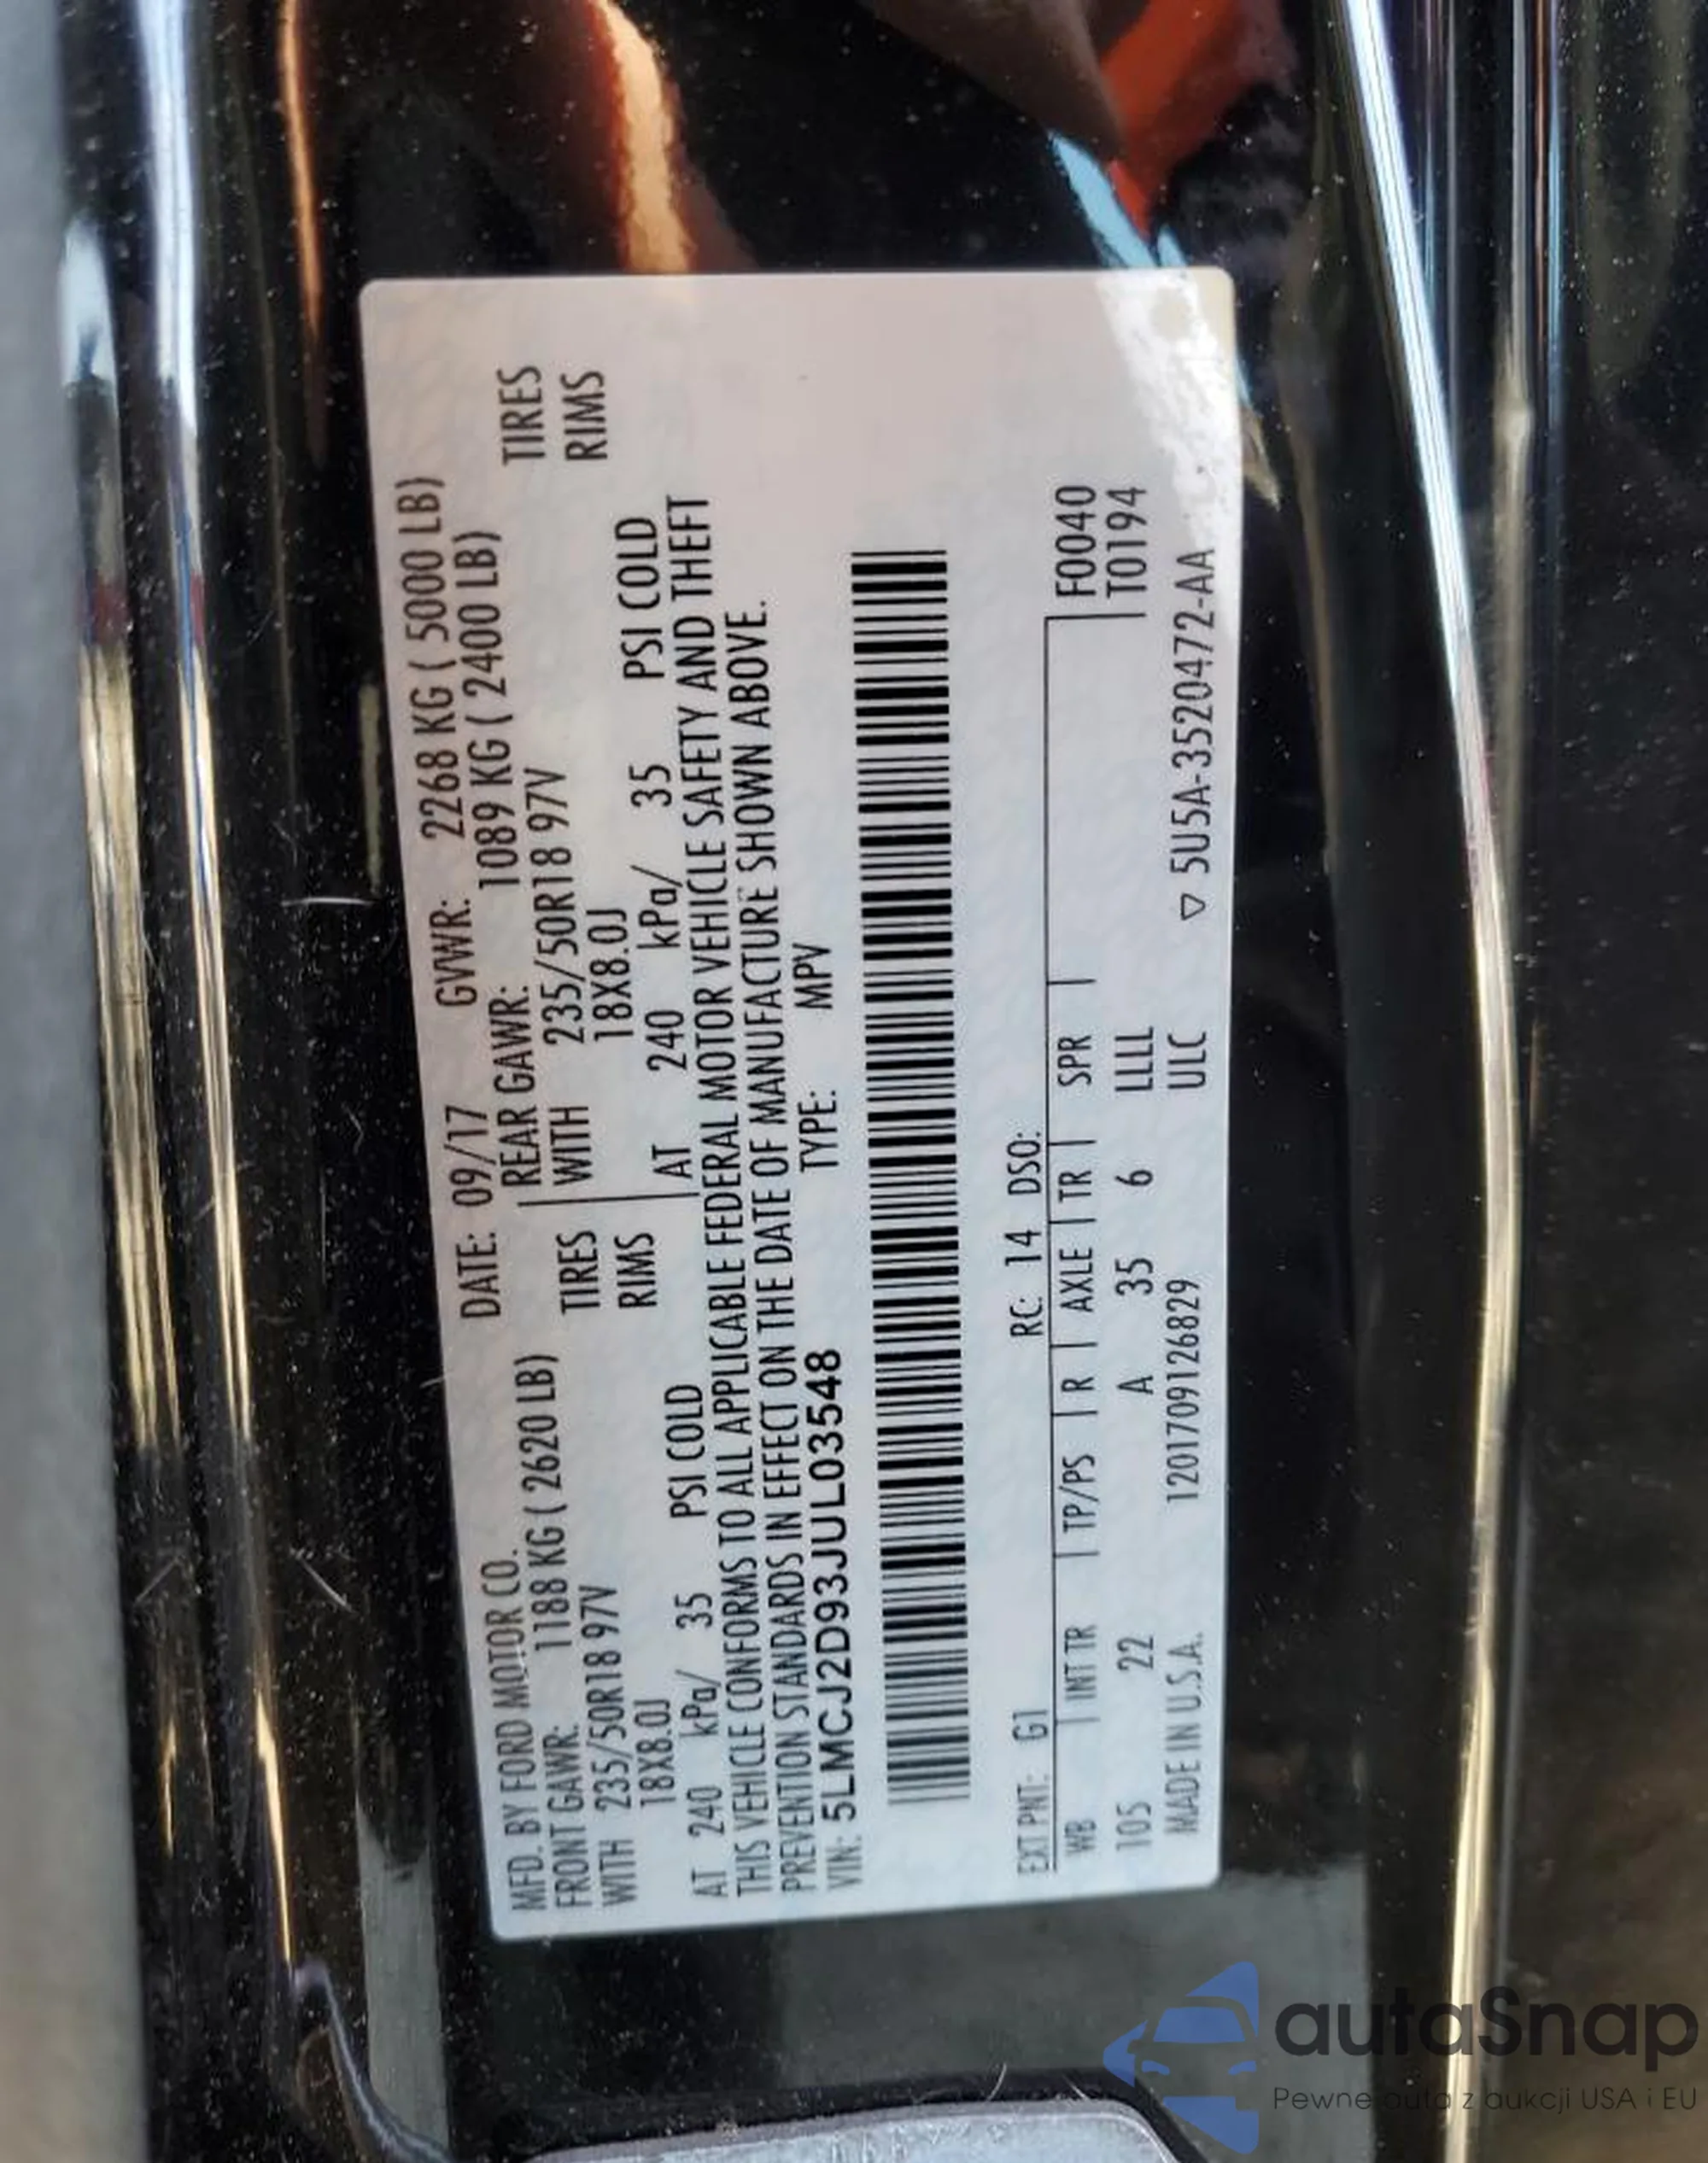 MFD. BY FORD MOTOR CO. DATE: 09/17 GVWR: 2268 KG ( 5000 LB)
FRONT GAWR: 1188 KG ( 2620 LB) REAR GAWR: 1089 KG ( 2400 LB)
WITH 235/50R18 97V TIRES WITH 235/50R18 97V TIRES
18X8.0J RIMS 18X8.0J RIMS
AT 240 kPa/ 35 PSI COLD AT 240 kPa/ 35 PSI COLD
THIS VEHICLE CONFORMS TO ALL APPLICABLE FEDERAL MOTOR VEHICLE SAFETY AND THEFT
PREVENTION STANDARDS IN EFFECT ON THE DATE OF MANUFACTURE SHOWN ABOVE.
VIN: 5LMCJ2D93JUL03548 TYPE: MPV
EXT PNT: G1 RC: 14 DSO:
WB INT TR TP/PS R AXLE TR SPR F0040
105 22 A 35 6 LLLL T0194
MADE IN U.S.A. 1201709126829 ULC ▽ 5U5A-3520472-AA
autaSnap
Pewne auta z aukcji USA i EU